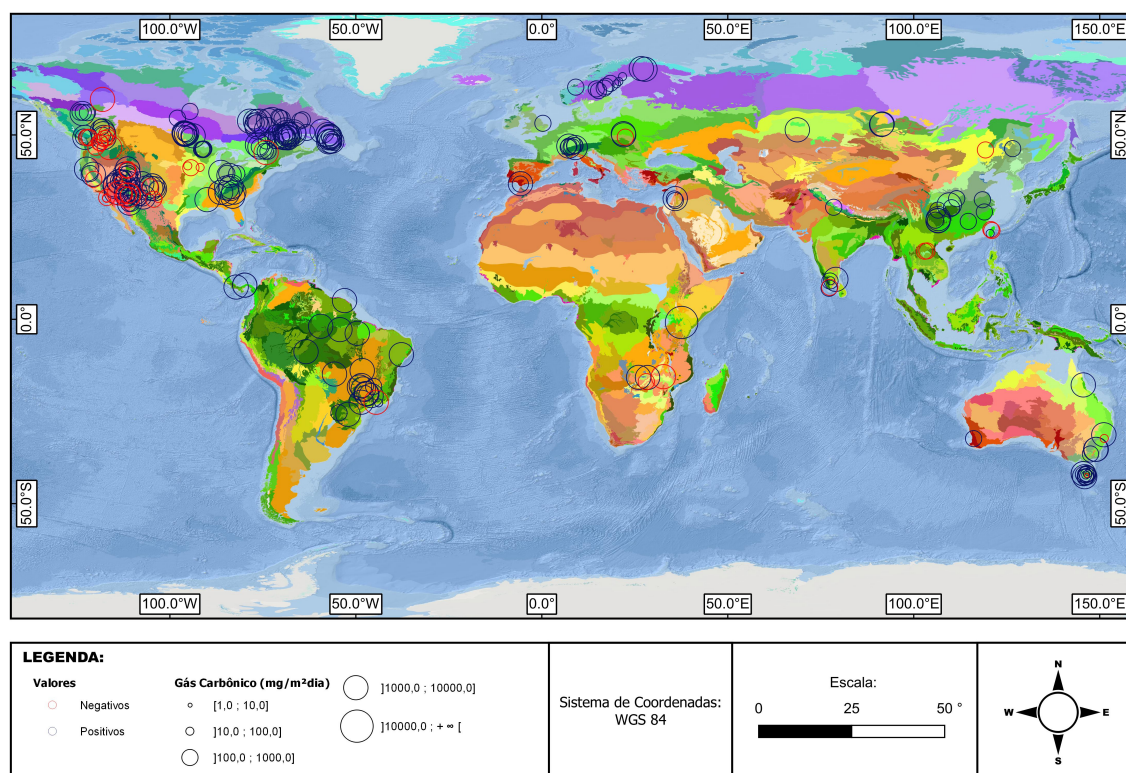 100.0°W 50.0°W 0.0° 50.0°E 100.0°E 150.0°E
50.0°N 50.0°N
0.0° 0.0°
50.0°S 50.0°S
100.0°W 50.0°W 0.0° 50.0°E 100.0°E 150.0°E
LEGENDA:
Valores
Negativos
Positivos
Gás Carbônico (mg/m²dia)
[1,0 ; 10,0]
]10,0 ; 100,0]
]100,0 ; 1000,0]
]1000,0 ; 10000,0]
]10000,0 ; + ∞ [
Sistema de Coordenadas:
WGS 84
Escala:
0 25 50 °
N
W E
S